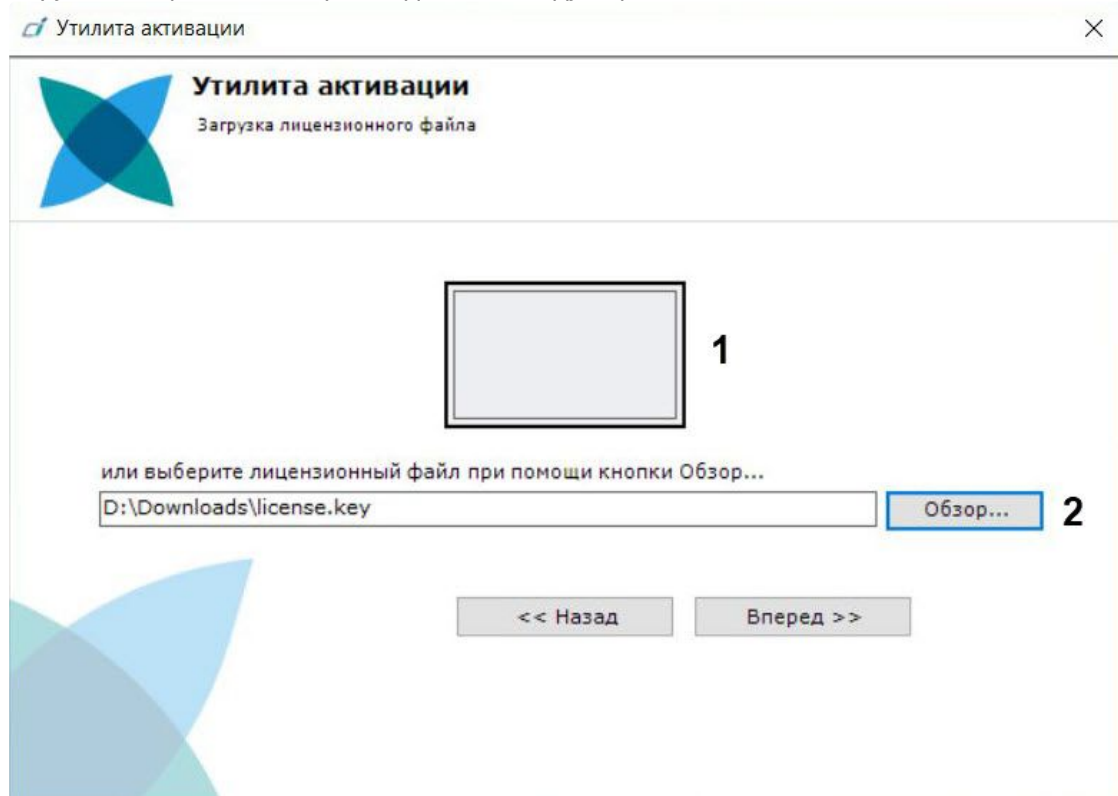 Утилита активации
Утилита активации
Загрузка лицензионного файла
1
или выберите лицензионный файл при помощи кнопки Обзор...
D:\Downloads\license.key
Обзор...
2
<< Назад
Вперед >>